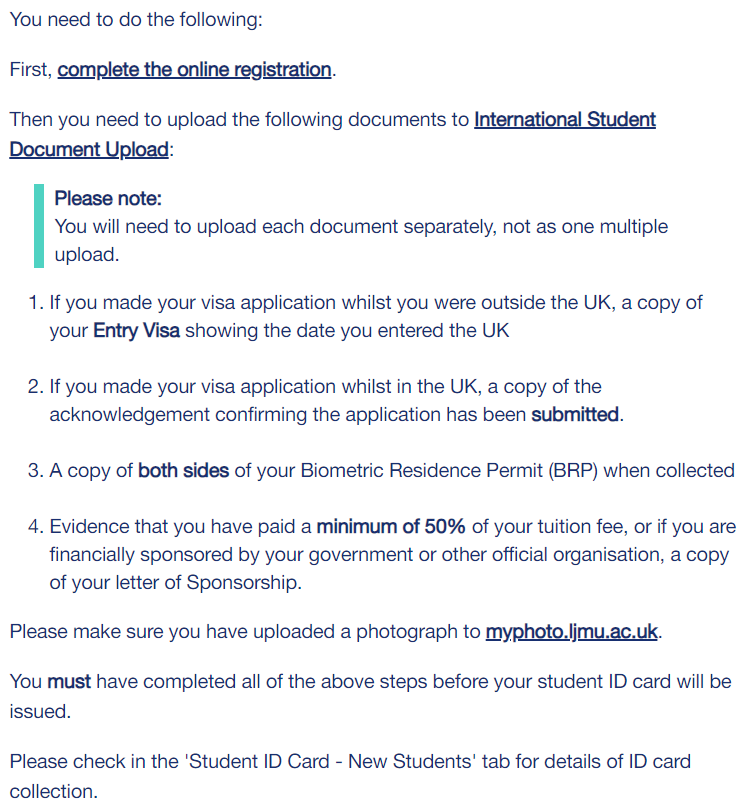 You need to do the following:
First, complete the online registration.
Then you need to upload the following documents to International Student
Document Upload:
Please note:
You will need to upload each document separately, not as one multiple
upload.
1. If you made your visa application whilst you were outside the UK, a copy of
your Entry Visa showing the date you entered the UK
2. If you made your visa application whilst in the UK, a copy of the
acknowledgement confirming the application has been submitted.
3. A copy of both sides of your Biometric Residence Permit (BRP) when collected
4. Evidence that you have paid a minimum of 50% of your tuition fee, or if you are
financially sponsored by your government or other official organisation, a copy
of your letter of Sponsorship.
Please make sure you have uploaded a photograph to myphoto.ljmu.ac.uk.
You must have completed all of the above steps before your student ID card will be
issued.
Please check in the 'Student ID Card - New Students' tab for details of ID card
collection.